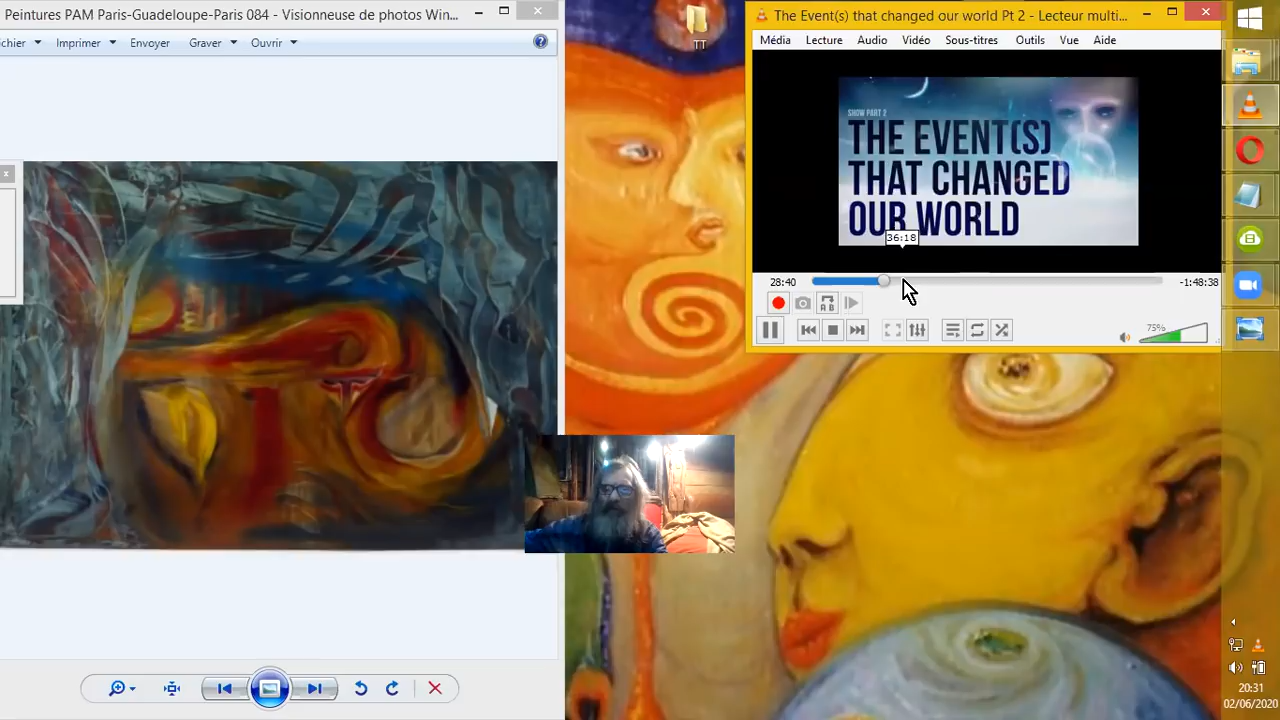 Peintures PAM Paris-Guadeloupe-Paris 084 - Visionneuse de photos Win...
chier
Imprimer
Envoyer
Graver
Ouvrir
x
TT
The Event(s) that changed our world Pt 2 - Lecteur multi...
Média
Lecture
Audio
Vidéo
Sous-titres
Outils
Vue
Aide
SHOW PART 2
THE EVENT(S)
THAT CHANGED
OUR WORLD
36:18
28:40
-1:48:38
75%
20:31
02/06/2020